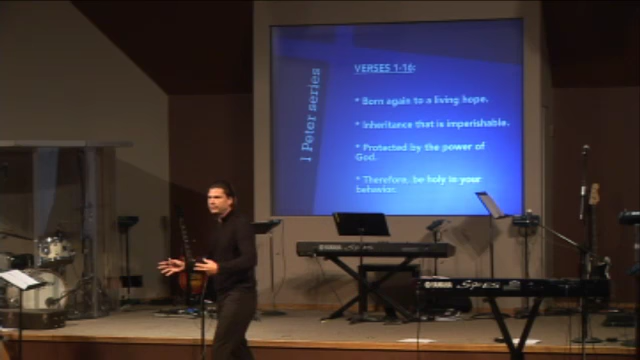 1 Peter series
VERSES 1-16:
* Born again to a living hope.
* Inheritance that is imperishable.
* Protected by the power of
God.
* Therefore, be holy in your
behavior.
YAMAHA